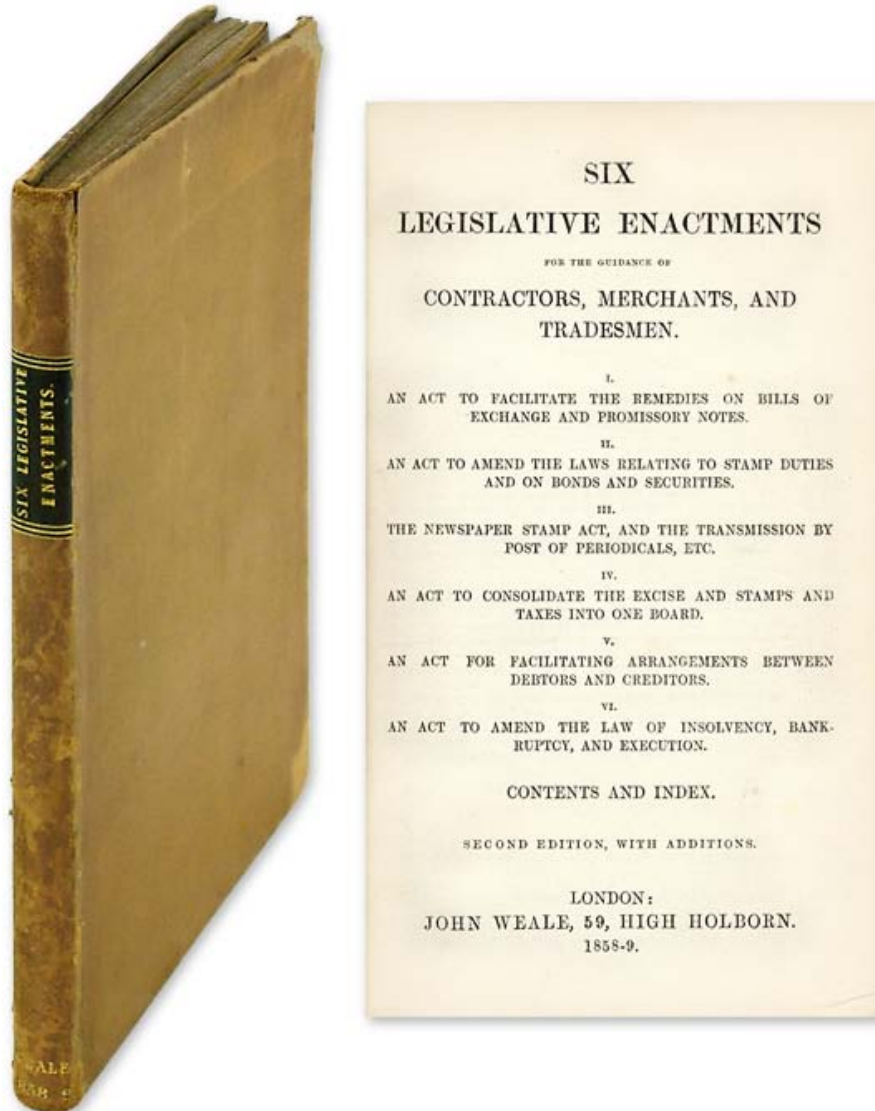 SIX LEGISLATIVE
ENACTMENTS.
SIX
LEGISLATIVE ENACTMENTS
FOR THE GUIDANCE OF
CONTRACTORS, MERCHANTS, AND
TRADESMEN.
I.
AN ACT TO FACILITATE THE REMEDIES ON BILLS OF
EXCHANGE AND PROMISSORY NOTES.
II.
AN ACT TO AMEND THE LAWS RELATING TO STAMP DUTIES
AND ON BONDS AND SECURITIES.
III.
THE NEWSPAPER STAMP ACT, AND THE TRANSMISSION BY
POST OF PERIODICALS, ETC.
IV.
AN ACT TO CONSOLIDATE THE EXCISE AND STAMPS AND
TAXES INTO ONE BOARD.
V.
AN ACT FOR FACILITATING ARRANGEMENTS BETWEEN
DEBTORS AND CREDITORS.
VI.
AN ACT TO AMEND THE LAW OF INSOLVENCY, BANK-
RUPTCY, AND EXECUTION.
CONTENTS AND INDEX.
SECOND EDITION, WITH ADDITIONS.
LONDON:
JOHN WEALE, 59, HIGH HOLBORN.
1858-9.